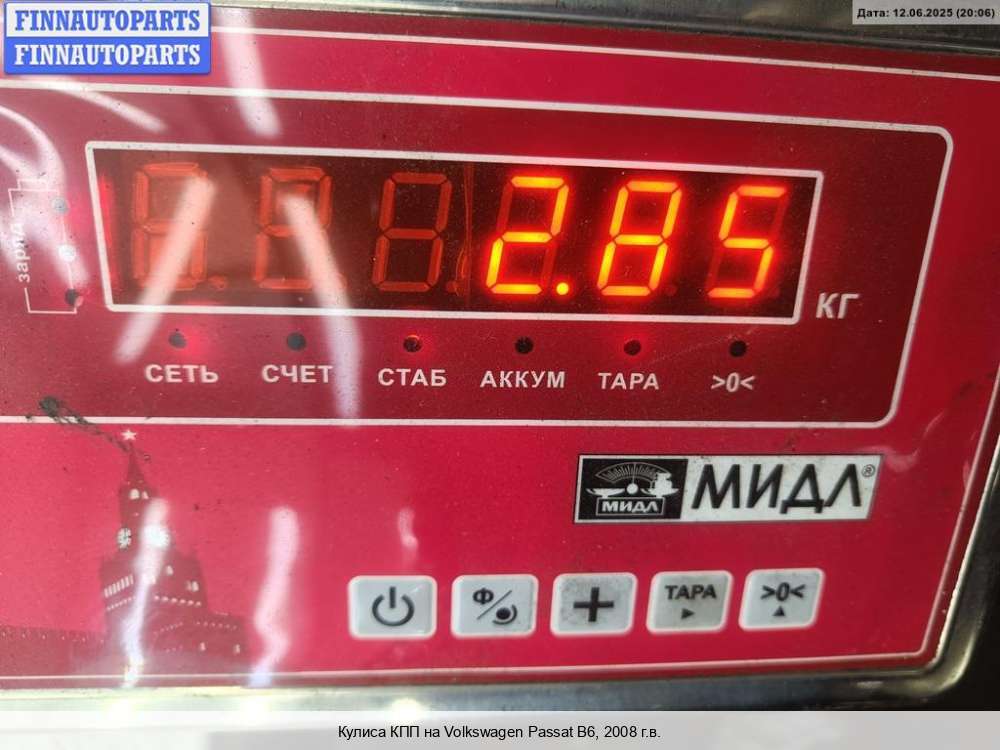 FINNAUTOPARTS
FINNAUTOPARTS
Дата: 12.06.2025 (20:06)
заряд
2.85
КГ
СЕТЬ СЧЕТ СТАБ АККУМ ТАРА >0<
МИДЛ
МИДЛ®
Ф
+
ТАРА
>0<
Кулиса КПП на Volkswagen Passat B6, 2008 г.в.